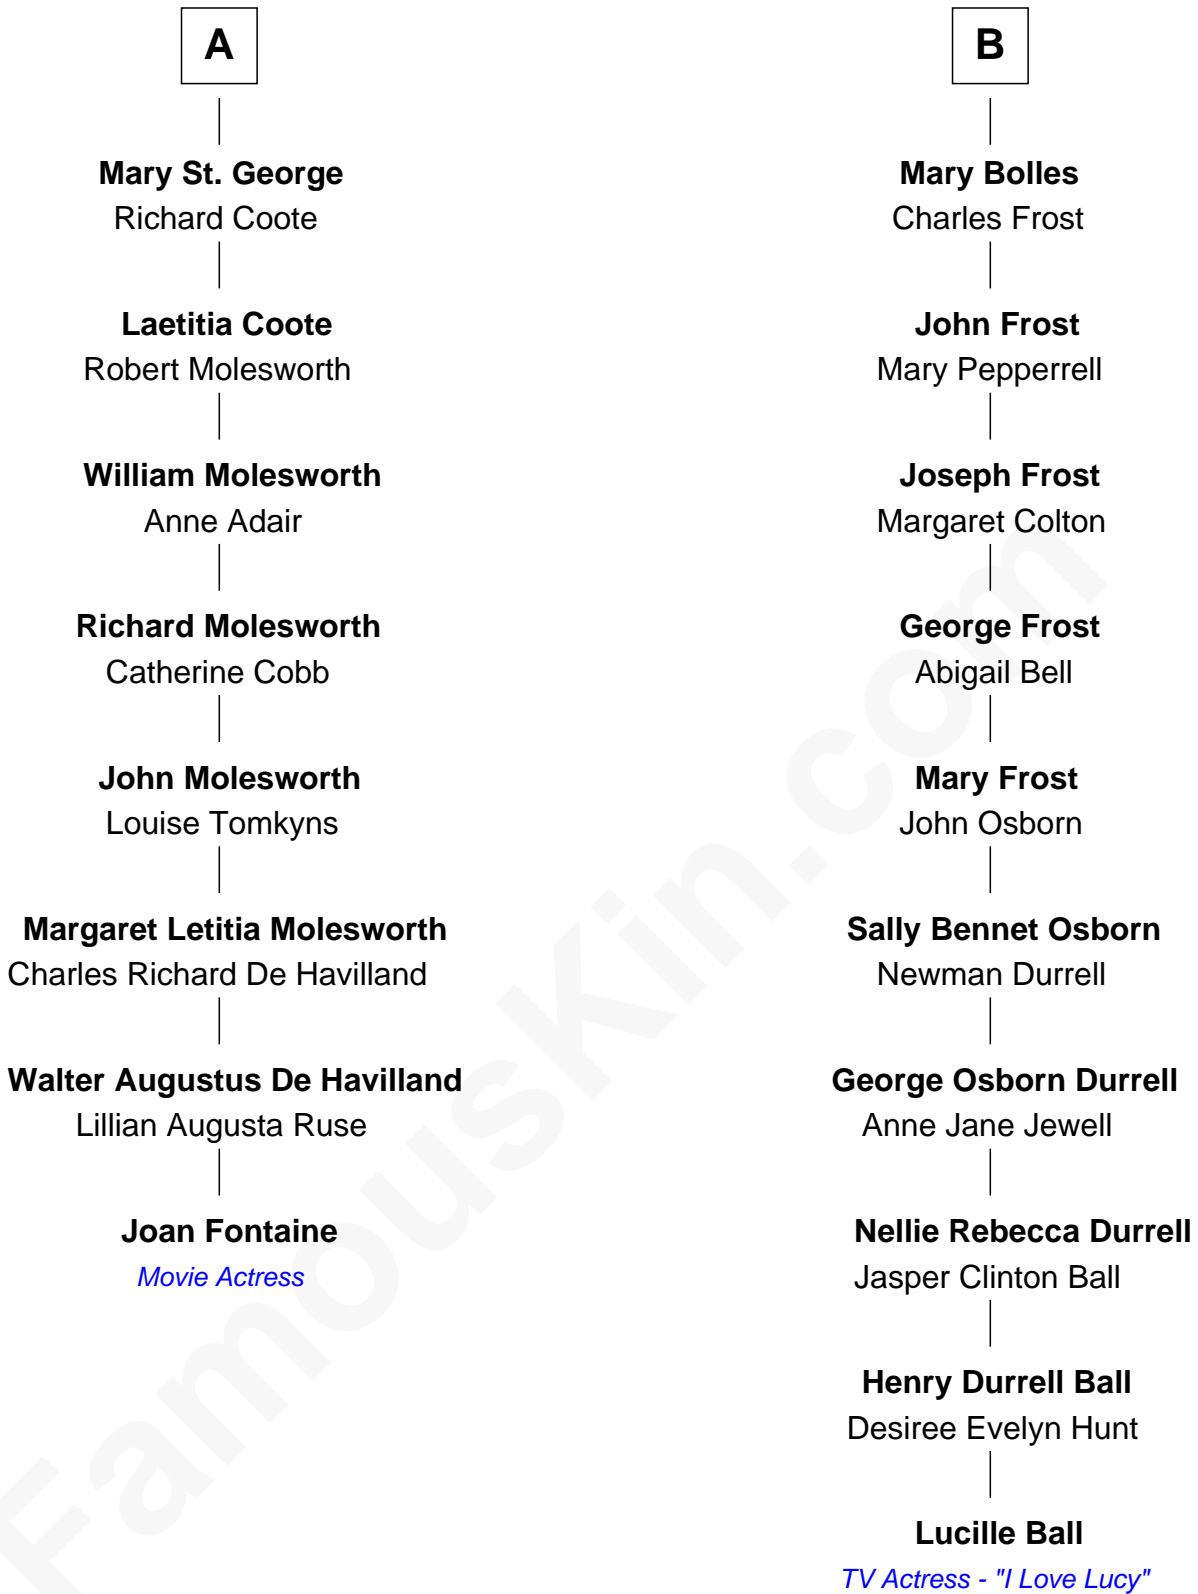 A
Mary St. George
Richard Coote
Laetitia Coote
Robert Molesworth
William Molesworth
Anne Adair
Richard Molesworth
Catherine Cobb
John Molesworth
Louise Tomkyns
Margaret Letitia Molesworth
Charles Richard De Havilland
Walter Augustus De Havilland
Lillian Augusta Ruse
Joan Fontaine
Movie Actress
B
Mary Bolles
Charles Frost
John Frost
Mary Pepperrell
Joseph Frost
Margaret Colton
George Frost
Abigail Bell
Mary Frost
John Osborn
Sally Bennet Osborn
Newman Durrell
George Osborn Durrell
Anne Jane Jewell
Nellie Rebecca Durrell
Jasper Clinton Ball
Henry Durrell Ball
Desiree Evelyn Hunt
Lucille Ball
TV Actress - "I Love Lucy"
FamousKin.com